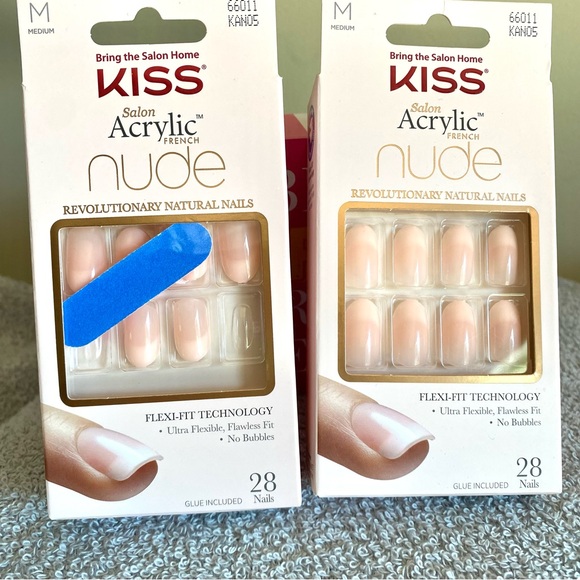 M
MEDIUM
66011
KAN05
Bring the Salon Home
KISS®
Salon
Acrylic™
FRENCH
nude
REVOLUTIONARY NATURAL NAILS
FLEXI-FIT TECHNOLOGY
• Ultra Flexible, Flawless Fit
• No Bubbles
GLUE INCLUDED
28
Nails
M
MEDIUM
66011
KAN05
Bring the Salon Home
KISS®
Salon
Acrylic™
FRENCH
nude
REVOLUTIONARY NATURAL NAILS
FLEXI-FIT TECHNOLOGY
• Ultra Flexible, Flawless Fit
• No Bubbles
GLUE INCLUDED
28
Nails